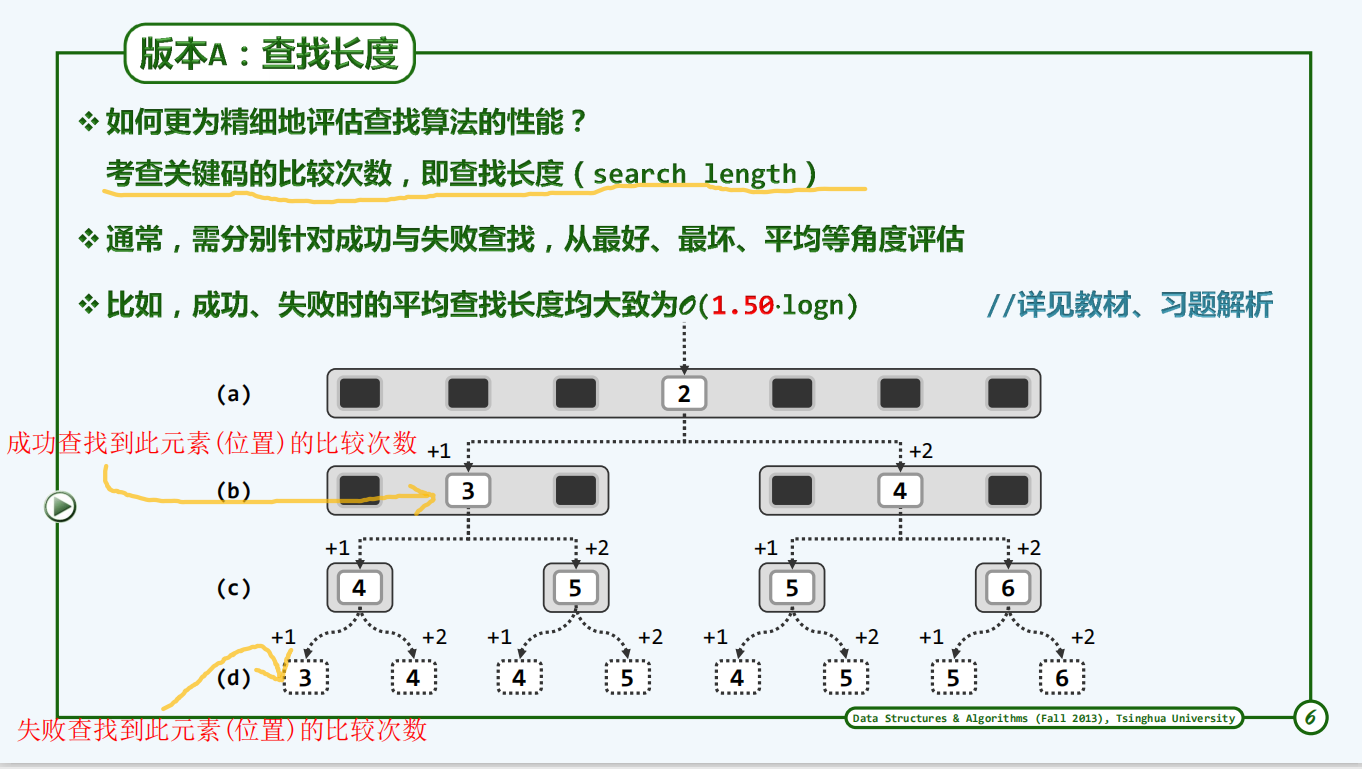 版本A：查找长度
❖ 如何更为精细地评估查找算法的性能？
考查关键码的比较次数，即查找长度（search length）
❖ 通常，需分别针对成功与失败查找，从最好、最坏、平均等角度评估
❖ 比如，成功、失败时的平均查找长度均大致为O(1.50·logn) //详见教材、习题解析
(a) 2
成功查找到此元素(位置)的比较次数
+1 +2
(b) 3 4
+1 +2 +1 +2
(c) 4 5 5 6
+1 +2 +1 +2 +1 +2 +1 +2
(d) 3 4 4 5 4 5 5 6
失败查找到此元素(位置)的比较次数
Data Structures & Algorithms (Fall 2013), Tsinghua University
6